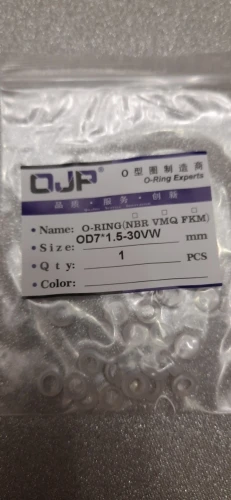 OJP
O 型圈制造商
O-Ring Experts
品质·服务·创新
• Name: O-RING(NBR VMQ FKM)
• Size: OD7*1.5-30VW mm
• Qty: 1 PCS
• Color: